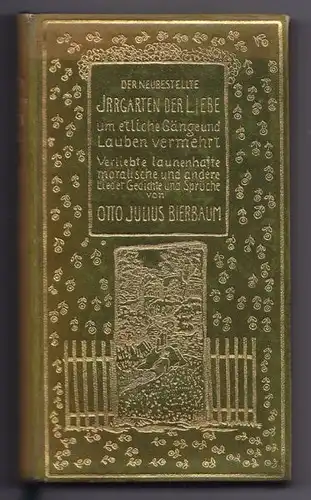 DER NEUBESTELLTE
IRRGARTEN DER LIEBE
um etliche Gänge und
Lauben vermehrt
Verliebte launenhafte
moralische und andere
Lieder Gedichte und Sprüche
von
OTTO JULIUS BIERBAUM